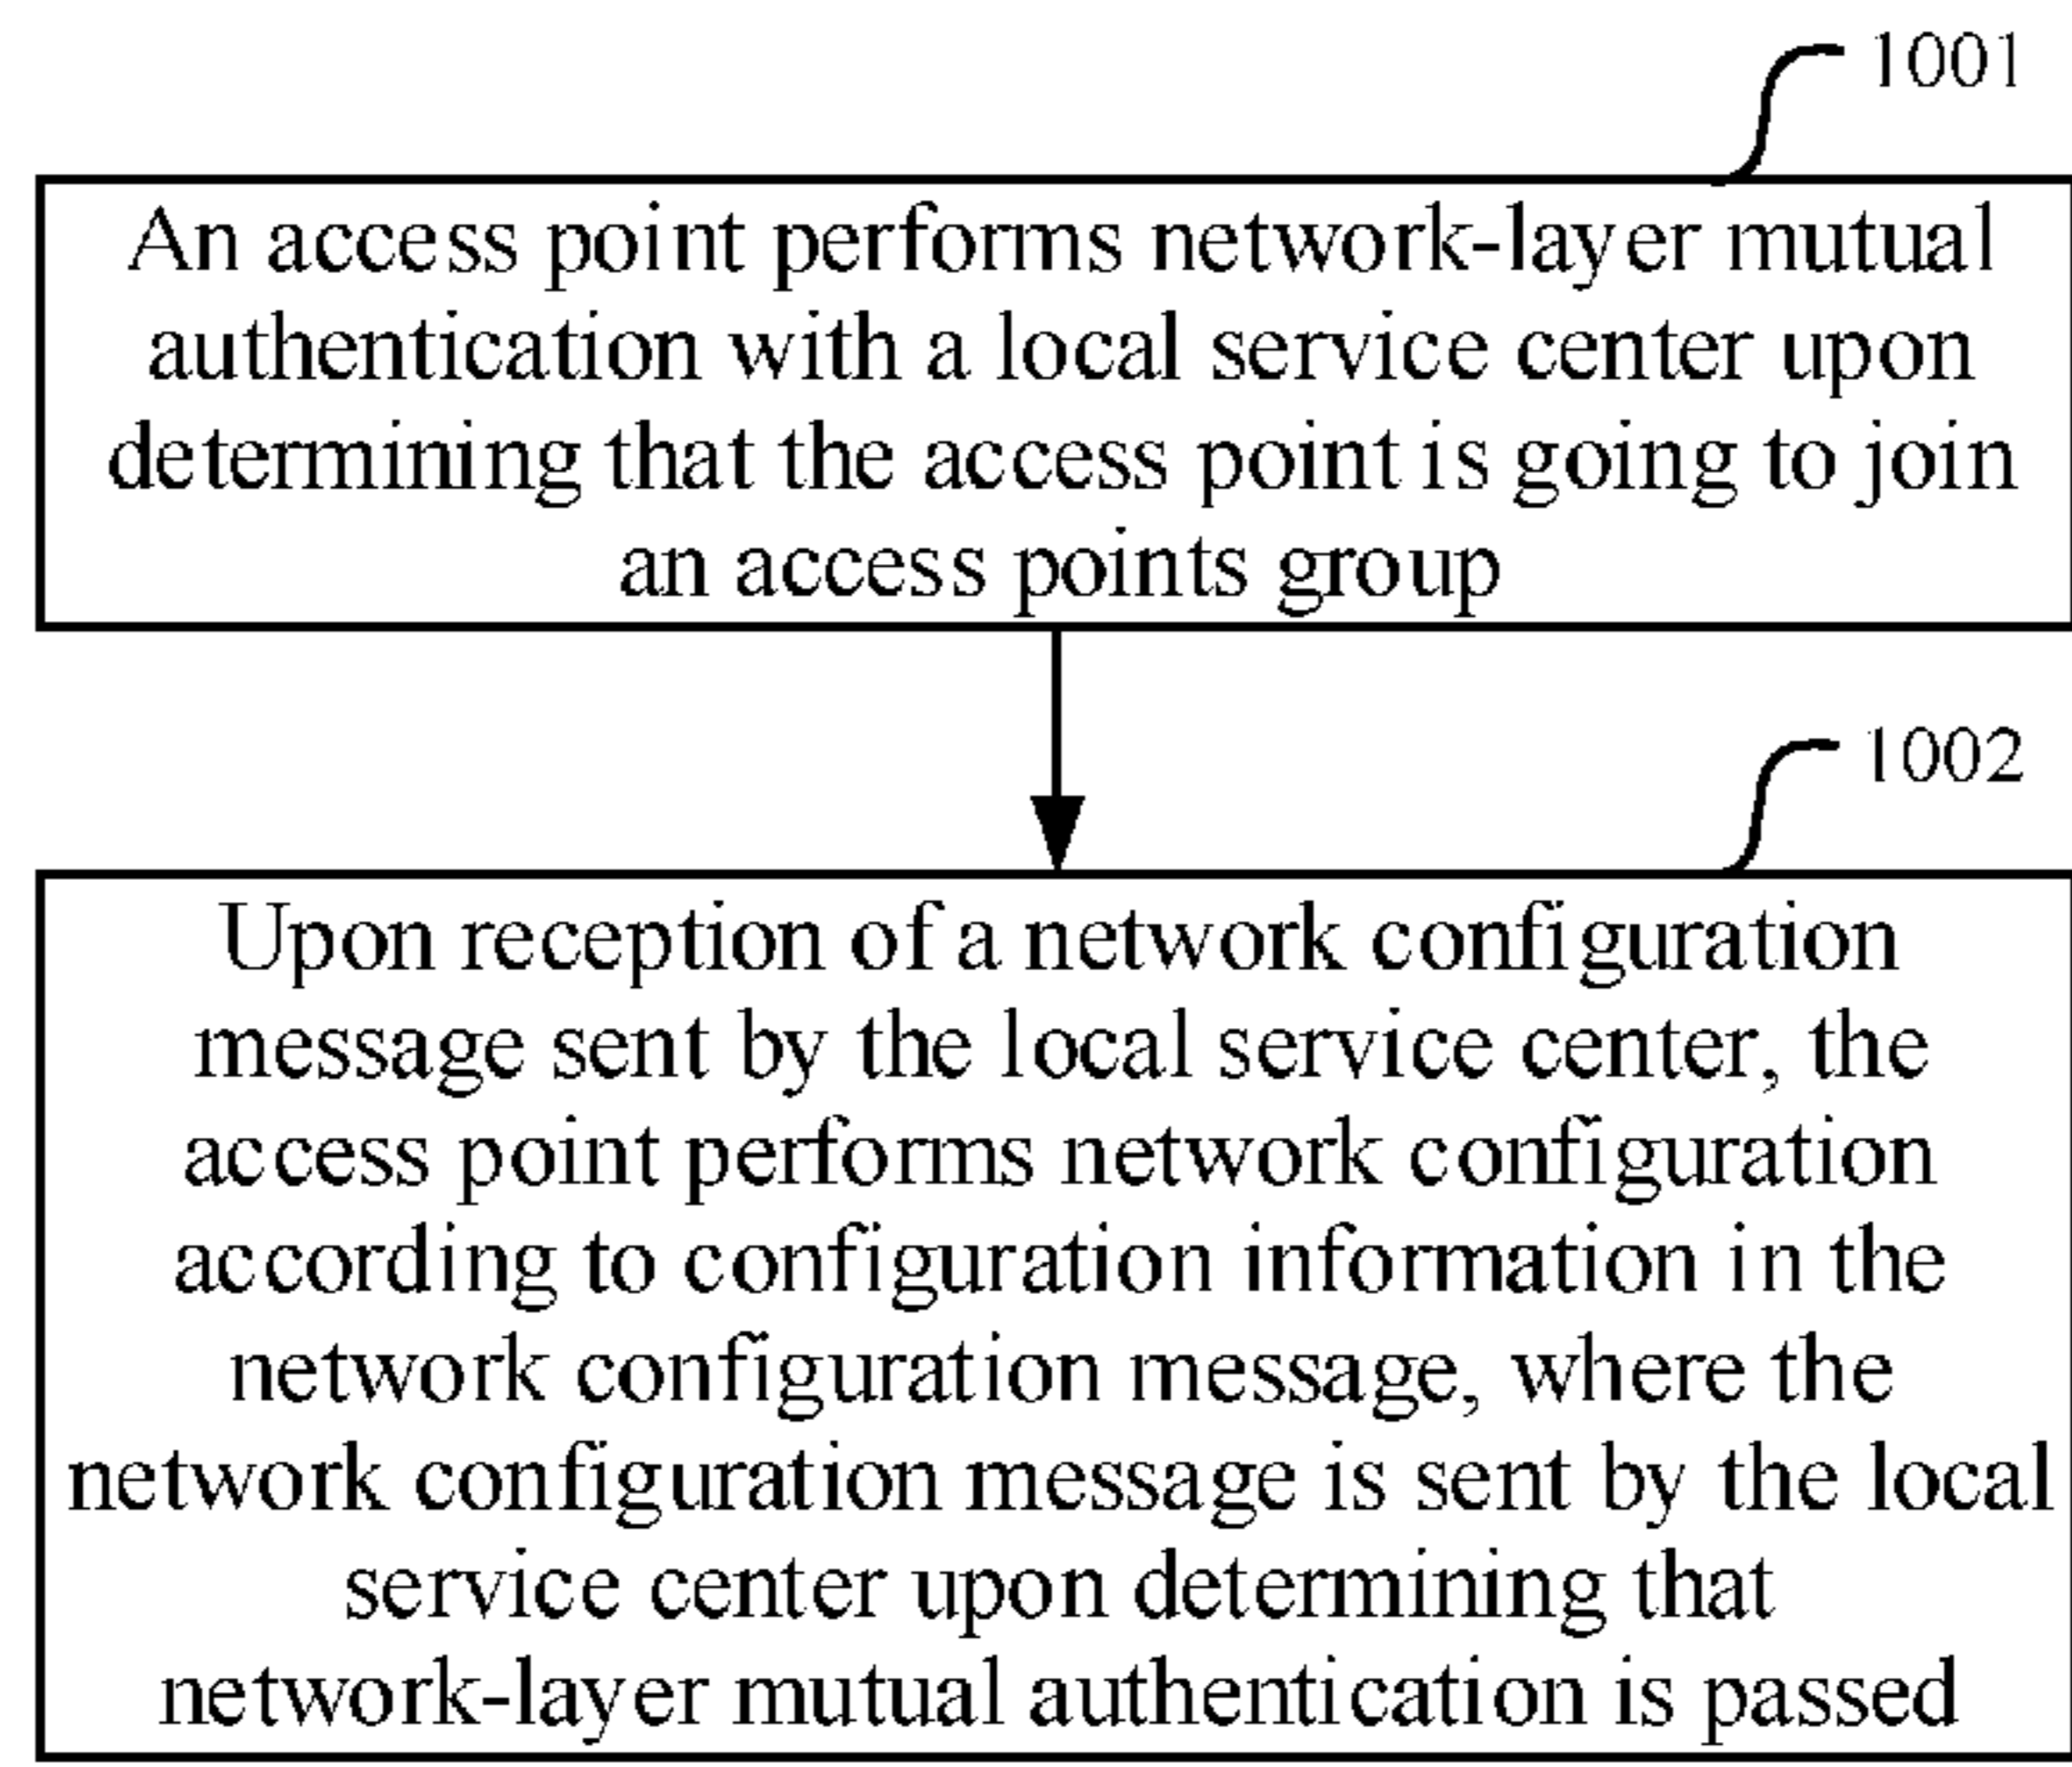 1001
An access point performs network-layer mutual
authentication with a local service center upon
determining that the access point is going to join
an access points group
1002
Upon reception of a network configuration
message sent by the local service center, the
access point performs network configuration
according to configuration information in the
network configuration message, where the
network configuration message is sent by the local
service center upon determining that
network-layer mutual authentication is passed